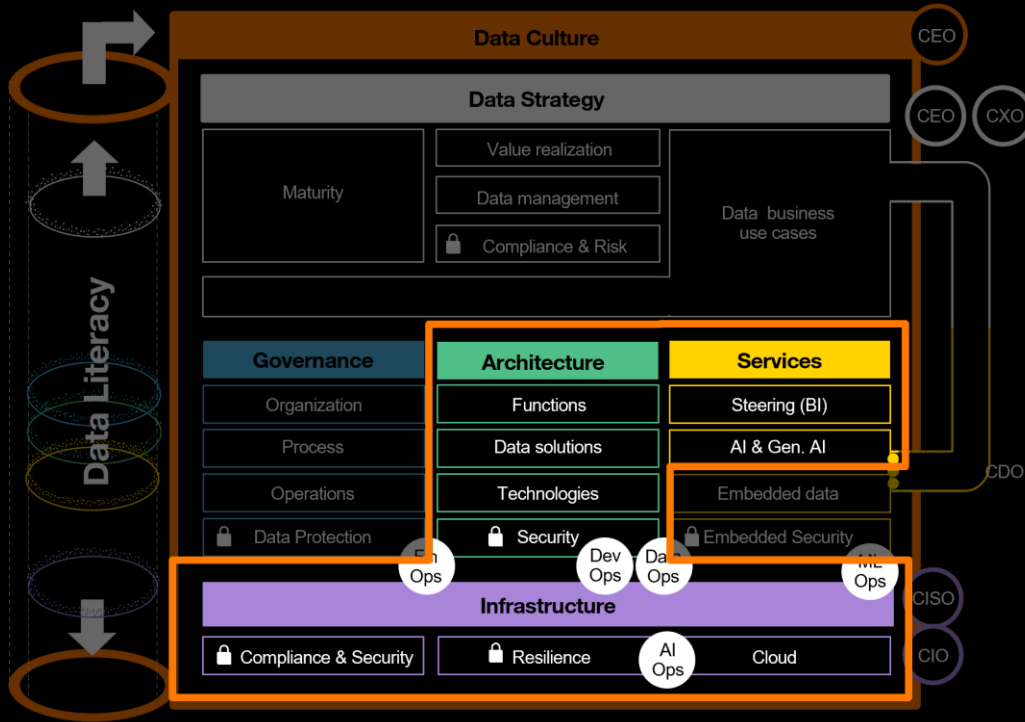 Data Culture
CEO
Data Strategy
CEO
CXO
Maturity
Value realization
Data management
Compliance & Risk
Data business
use cases
Data Literacy
Governance
Architecture
Services
Organization
Functions
Steering (BI)
Process
Data solutions
AI & Gen. AI
CDO
Operations
Technologies
Embedded data
Data Protection
Security
Embedded Security
Fin
Ops
Dev
Ops
Data
Ops
ML
Ops
Infrastructure
CISO
Compliance & Security
Resilience
AI
Ops
Cloud
CIO